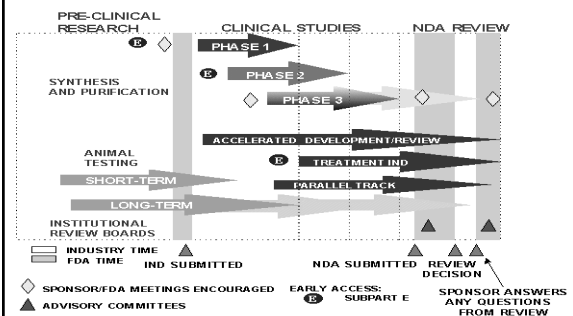 PRE-CLINICAL
RESEARCH
CLINICAL STUDIES
NDA REVIEW
E
PHASE 1
E
PHASE 2
SYNTHESIS
AND PURIFICATION
PHASE 3
ACCELERATED DEVELOPMENT/REVIEW
ANIMAL
TESTING
E
TREATMENT IND
SHORT-TERM
PARALLEL TRACK
LONG-TERM
INSTITUTIONAL
REVIEW BOARDS
INDUSTRY TIME
FDA TIME
IND SUBMITTED
NDA SUBMITTED
REVIEW
DECISION
SPONSOR ANSWERS
ANY QUESTIONS
FROM REVIEW
SPONSOR/FDA MEETINGS ENCOURAGED
EARLY ACCESS:
E SUBPART E
ADVISORY COMMITTEES